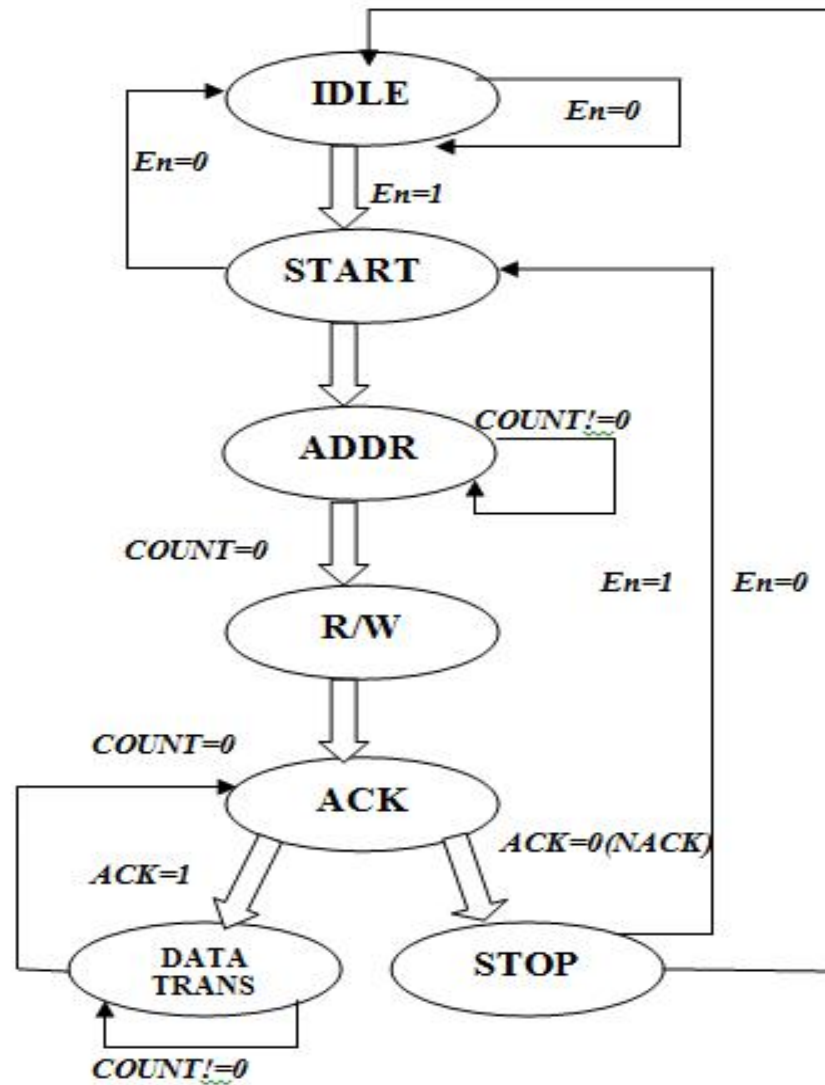 IDLE
En=0
En=0
En=1
START
COUNT!=0
ADDR
COUNT=0
En=1
En=0
R/W
COUNT=0
ACK
ACK=0(NACK)
ACK=1
DATA
TRANS
STOP
COUNT!=0